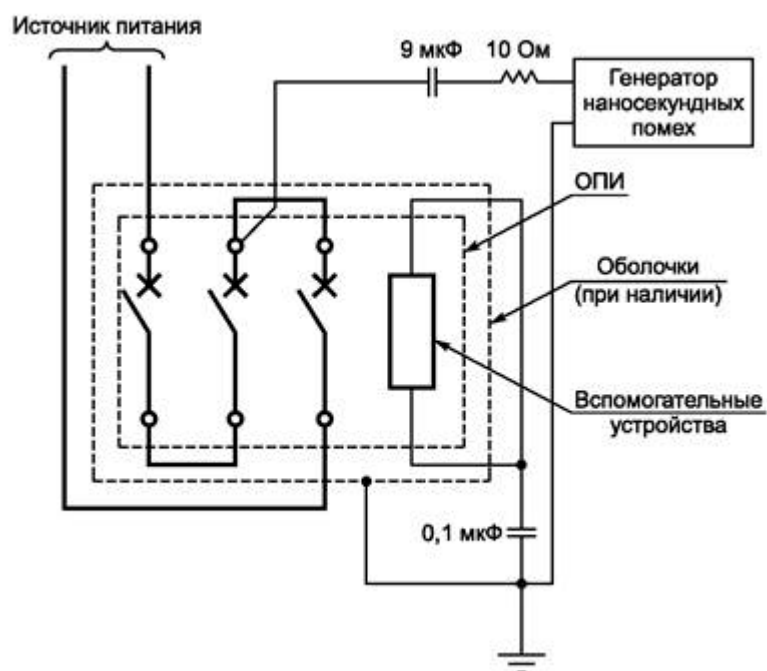 Источник питания
9 мкФ
10 Ом
Генератор
наносекундных
помех
ОПИ
Оболочки
(при наличии)
Вспомогательные
устройства
0,1 мкФ